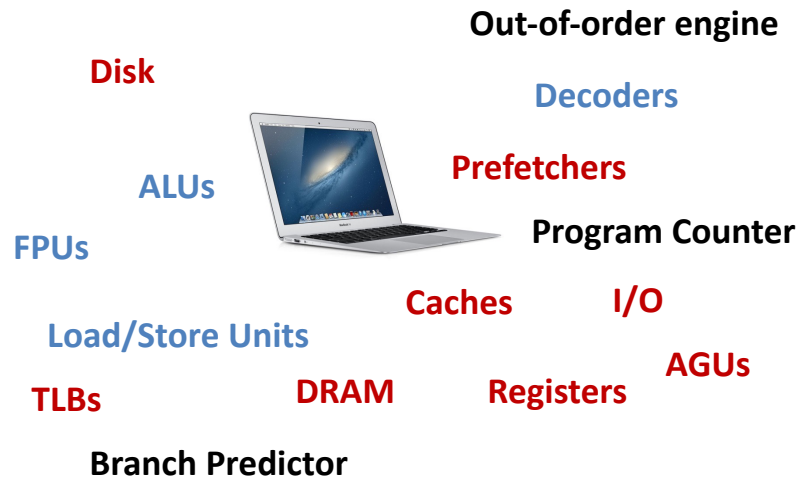 Out-of-order engine
Disk
Decoders
Prefetchers
ALUs
Program Counter
FPUs
Caches
I/O
Load/Store Units
AGUs
DRAM
Registers
TLBs
Branch Predictor